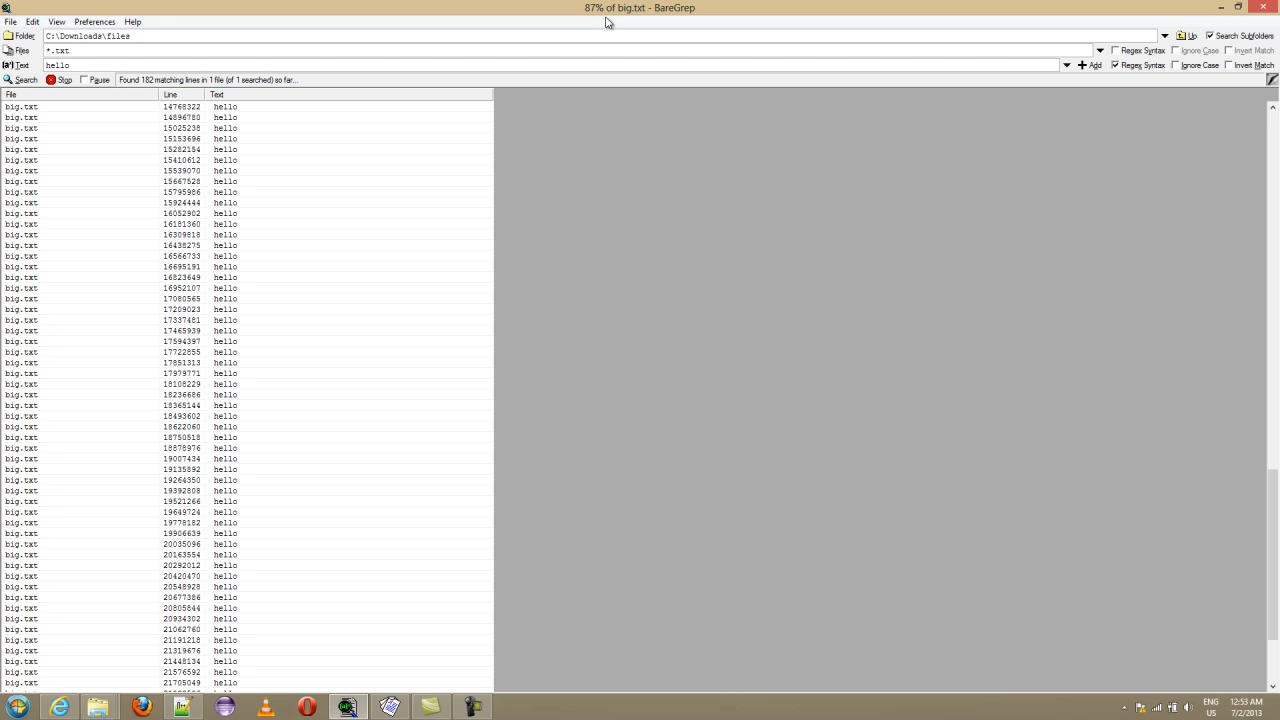 87% of big.txt - BareGrep
File Edit View Preferences Help
Folder C:\Downloads\files Up Search Subfolders
Files *.txt Regex Syntax Ignore Case Invert Match
Text hello Add Regex Syntax Ignore Case Invert Match
Search Stop Pause Found 182 matching lines in 1 file (of 1 searched) so far...
File Line Text
big.txt 14768322 hello
big.txt 14896780 hello
big.txt 15025238 hello
big.txt 15153696 hello
big.txt 15282154 hello
big.txt 15410612 hello
big.txt 15539070 hello
big.txt 15667528 hello
big.txt 15795986 hello
big.txt 15924444 hello
big.txt 16052902 hello
big.txt 16181360 hello
big.txt 16309818 hello
big.txt 16438275 hello
big.txt 16566733 hello
big.txt 16695191 hello
big.txt 16823649 hello
big.txt 16952107 hello
big.txt 17080565 hello
big.txt 17209023 hello
big.txt 17337481 hello
big.txt 17465939 hello
big.txt 17594397 hello
big.txt 17722855 hello
big.txt 17851313 hello
big.txt 17979771 hello
big.txt 18108229 hello
big.txt 18236686 hello
big.txt 18365144 hello
big.txt 18493602 hello
big.txt 18622060 hello
big.txt 18750518 hello
big.txt 18878976 hello
big.txt 19007434 hello
big.txt 19135892 hello
big.txt 19264350 hello
big.txt 19392808 hello
big.txt 19521266 hello
big.txt 19649724 hello
big.txt 19778182 hello
big.txt 19906639 hello
big.txt 20035096 hello
big.txt 20163554 hello
big.txt 20292012 hello
big.txt 20420470 hello
big.txt 20548928 hello
big.txt 20677386 hello
big.txt 20805844 hello
big.txt 20934302 hello
big.txt 21062760 hello
big.txt 21191218 hello
big.txt 21319676 hello
big.txt 21448134 hello
big.txt 21576592 hello
big.txt 21705049 hello
ENG 12:53 AM
US 7/2/2013